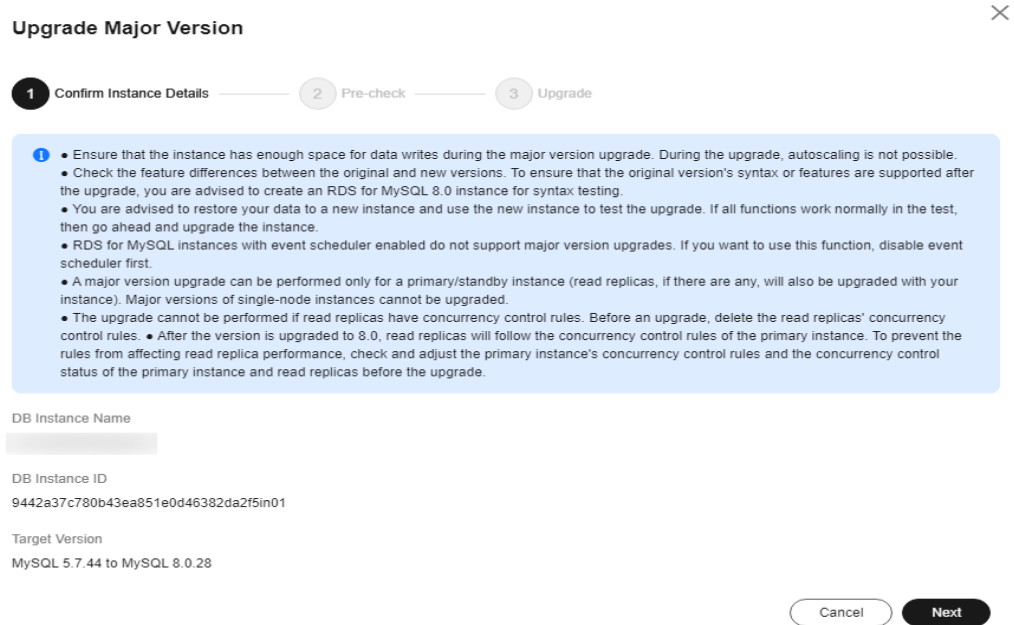 Upgrade Major Version
1 Confirm Instance Details 2 Pre-check 3 Upgrade
● Ensure that the instance has enough space for data writes during the major version upgrade. During the upgrade, autoscaling is not possible.
● Check the feature differences between the original and new versions. To ensure that the original version's syntax or features are supported after
the upgrade, you are advised to create an RDS for MySQL 8.0 instance for syntax testing.
● You are advised to restore your data to a new instance and use the new instance to test the upgrade. If all functions work normally in the test,
then go ahead and upgrade the instance.
● RDS for MySQL instances with event scheduler enabled do not support major version upgrades. If you want to use this function, disable event
scheduler first.
● A major version upgrade can be performed only for a primary/standby instance (read replicas, if there are any, will also be upgraded with your
instance). Major versions of single-node instances cannot be upgraded.
● The upgrade cannot be performed if read replicas have concurrency control rules. Before an upgrade, delete the read replicas' concurrency
control rules. ● After the version is upgraded to 8.0, read replicas will follow the concurrency control rules of the primary instance. To prevent the
rules from affecting read replica performance, check and adjust the primary instance's concurrency control rules and the concurrency control
status of the primary instance and read replicas before the upgrade.
DB Instance Name
DB Instance ID
9442a37c780b43ea851e0d46382da2f5in01
Target Version
MySQL 5.7.44 to MySQL 8.0.28
Cancel Next